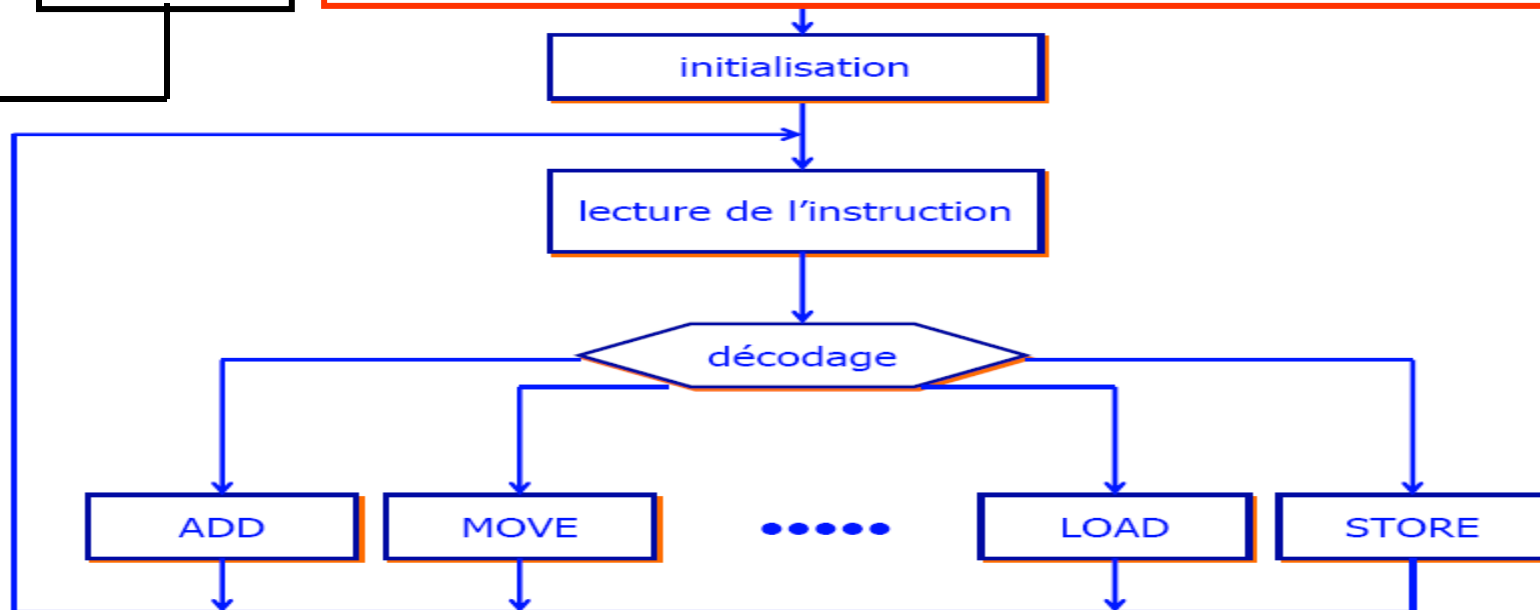 initialisation
lecture de l’instruction
décodage
ADD
MOVE
LOAD
STORE